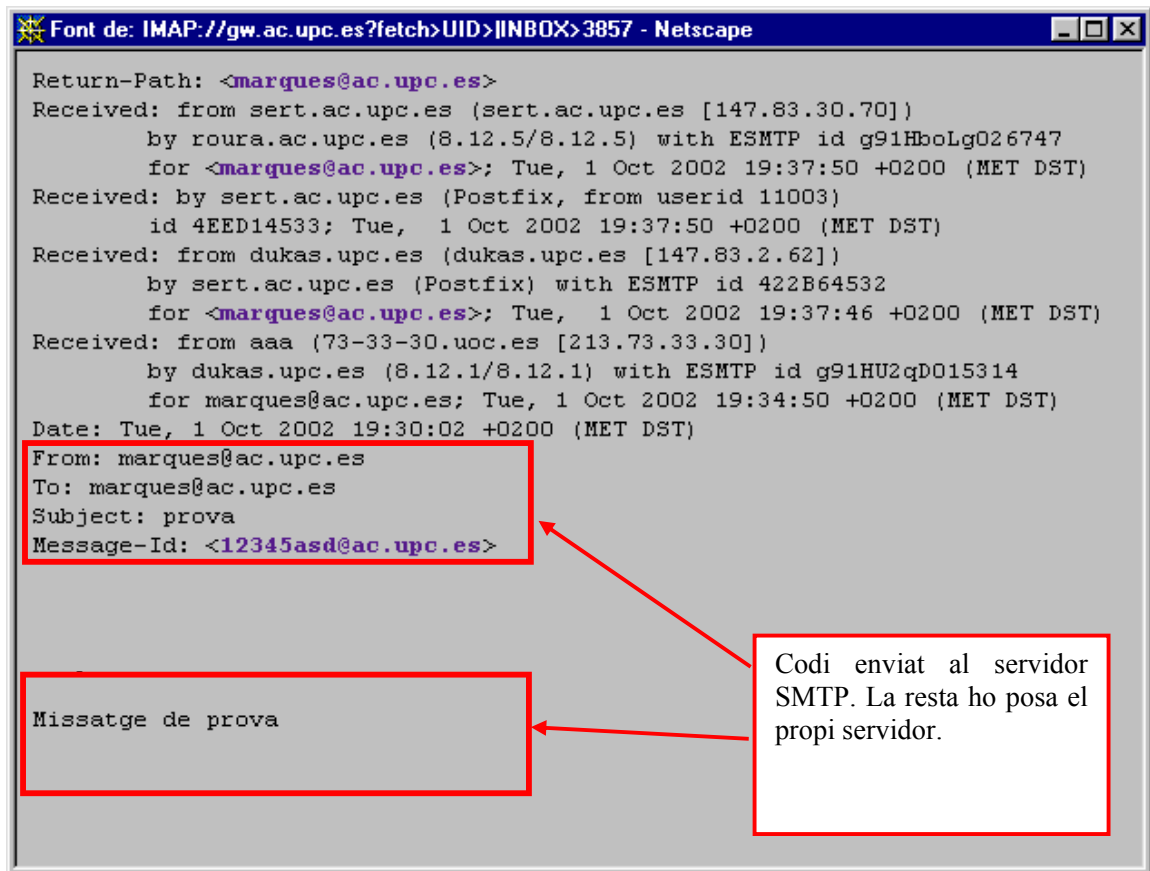 Font de: IMAP://gw.ac.upc.es?fetch>UID>|INBOX>3857 - Netscape
Return-Path: <marques@ac.upc.es>
Received: from sert.ac.upc.es (sert.ac.upc.es [147.83.30.70])
by roura.ac.upc.es (8.12.5/8.12.5) with ESMTP id g91HboLg026747
for <marques@ac.upc.es>; Tue, 1 Oct 2002 19:37:50 +0200 (MET DST)
Received: by sert.ac.upc.es (Postfix, from userid 11003)
id 4EED14533; Tue,  1 Oct 2002 19:37:50 +0200 (MET DST)
Received: from dukas.upc.es (dukas.upc.es [147.83.2.62])
by sert.ac.upc.es (Postfix) with ESMTP id 422B64532
for <marques@ac.upc.es>; Tue,  1 Oct 2002 19:37:46 +0200 (MET DST)
Received: from aaa (73-33-30.uoc.es [213.73.33.30])
by dukas.upc.es (8.12.1/8.12.1) with ESMTP id g91HU2qD015314
for marques@ac.upc.es; Tue, 1 Oct 2002 19:34:50 +0200 (MET DST)
Date: Tue, 1 Oct 2002 19:30:02 +0200 (MET DST)
From: marques@ac.upc.es
To: marques@ac.upc.es
Subject: prova
Message-Id: <12345asd@ac.upc.es>
Codi enviat al servidor
SMTP. La resta ho posa el
propi servidor.
Missatge de prova